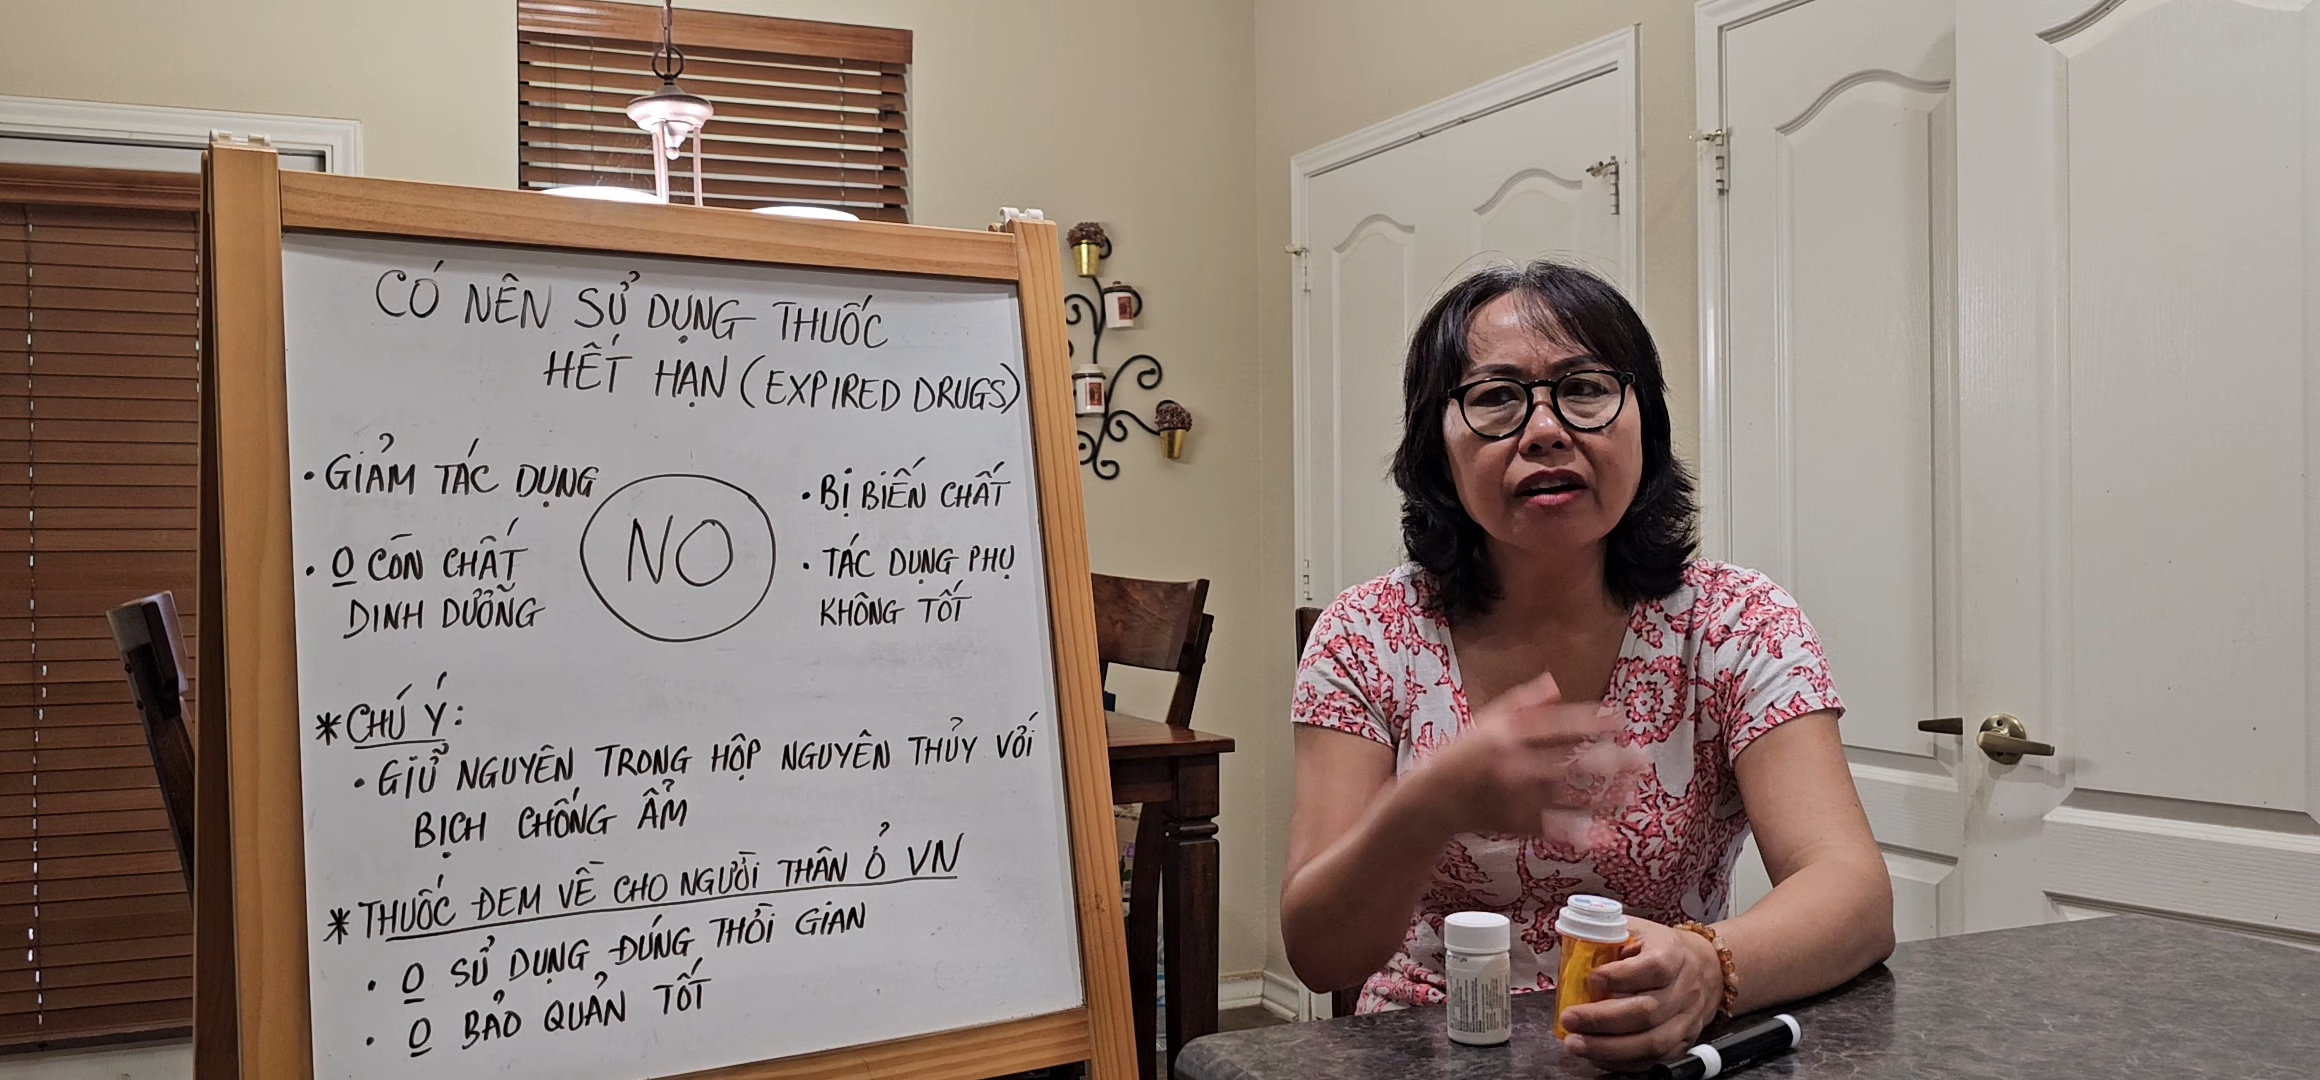 CÓ NÊN SỬ DỤNG THUỐC
HẾT HẠN (EXPIRED DRUGS)
• GIẢM TÁC DỤNG
• O CÒN CHẤT
DINH DƯỠNG
NO
• BỊ BIẾN CHẤT
• TÁC DỤNG PHỤ
KHÔNG TỐT
* CHÚ Ý:
• GIỮ NGUYÊN TRONG HỘP NGUYÊN THỦY VỚI
BỊCH CHỐNG ẨM
* THUỐC ĐEM VỀ CHO NGƯỜI THÂN Ở VN
• O SỬ DỤNG ĐÚNG THỜI GIAN
• O BẢO QUẢN TỐT